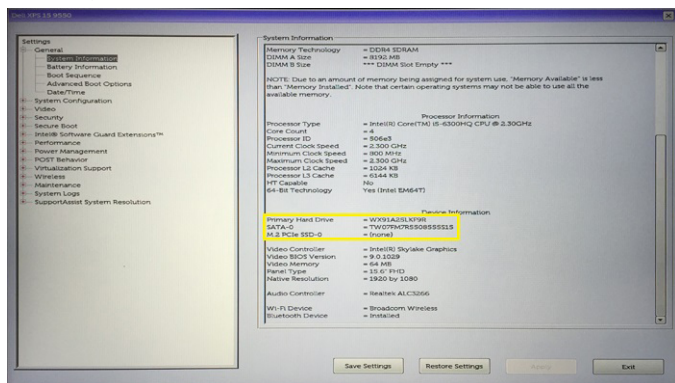 Dell XPS 15 9550
Settings
General
System Information
Battery Information
Boot Sequence
Advanced Boot Options
Date/Time
System Configuration
Video
Security
Secure Boot
Intel® Software Guard Extensions™
Performance
Power Management
POST Behavior
Virtualization Support
Wireless
Maintenance
System Logs
SupportAssist System Resolution
System Information
Memory Technology = DDR4 SDRAM
DIMM A Size = 8192 MB
DIMM B Size *** DIMM Slot Empty ***
NOTE: Due to an amount of memory being assigned for system use, "Memory Available" is less
than "Memory Installed". Note that certain operating systems may not be able to use all the
available memory.
Processor Information
Processor Type = Intel(R) Core(TM) i5-6300HQ CPU @ 2.30GHz
Core Count = 4
Processor ID = 506e3
Current Clock Speed = 2.300 GHz
Minimum Clock Speed = 800 MHz
Maximum Clock Speed = 2.300 GHz
Processor L2 Cache = 1024 KB
Processor L3 Cache = 6144 KB
HT Capable No
64-Bit Technology Yes (Intel EM64T)
Device Information
Primary Hard Drive
SATA-0
M.2 PCIe SSD-0 = (none)
Video Controller = Intel(R) Skylake Graphics
Video BIOS Version = 9.0.1029
Video Memory = 64 MB
Panel Type = 15.6" FHD
Native Resolution = 1920 by 1080
Audio Controller = Realtek ALC3266
Wi-Fi Device = Broadcom Wireless
Bluetooth Device = Installed
Save Settings
Restore Settings
Apply
Exit